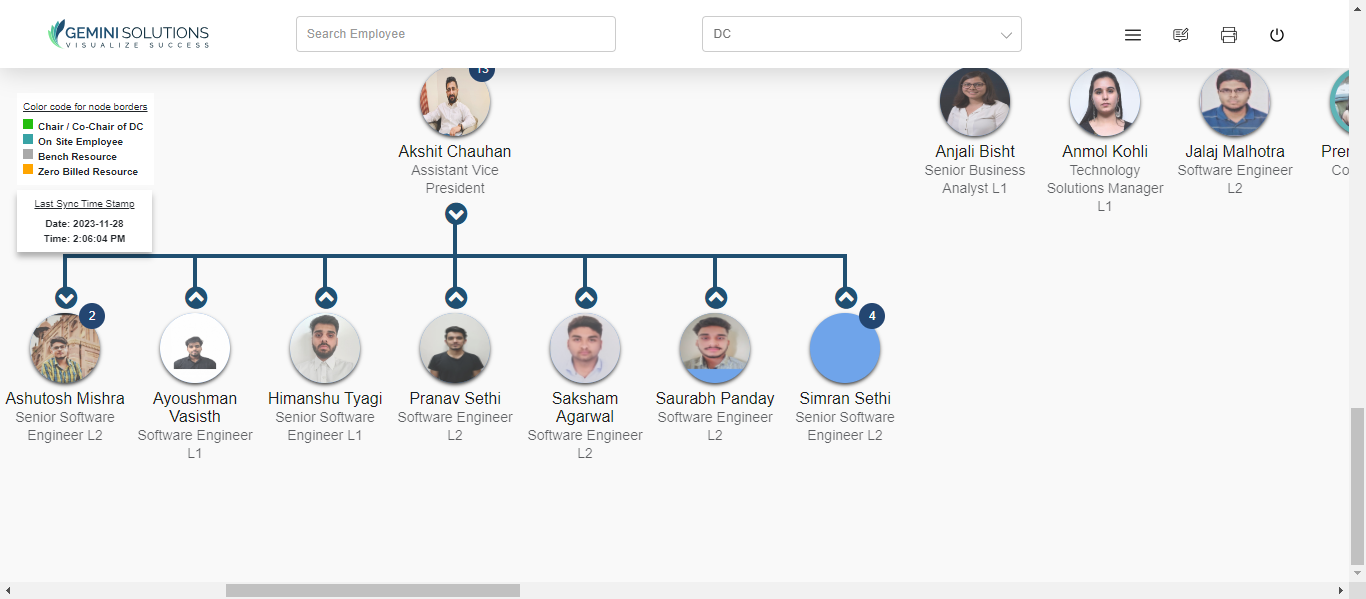 GEMINI SOLUTIONS
VISUALIZE SUCCESS
Search Employee
DC
13
Color code for node borders
Chair / Co-Chair of DC
On Site Employee
Bench Resource
Zero Billed Resource
Last Sync Time Stamp
Date: 2023-11-28
Time: 2:06:04 PM
Akshit Chauhan
Assistant Vice
President
Anjali Bisht
Senior Business
Analyst L1
Anmol Kohli
Technology
Solutions Manager
L1
Jalaj Malhotra
Software Engineer
L2
Prer
Co
2
Ashutosh Mishra
Senior Software
Engineer L2
Ayoushman
Vasisth
Software Engineer
L1
Himanshu Tyagi
Senior Software
Engineer L1
Pranav Sethi
Software Engineer
L2
Saksham
Agarwal
Software Engineer
L2
Saurabh Panday
Software Engineer
L2
4
Simran Sethi
Senior Software
Engineer L2